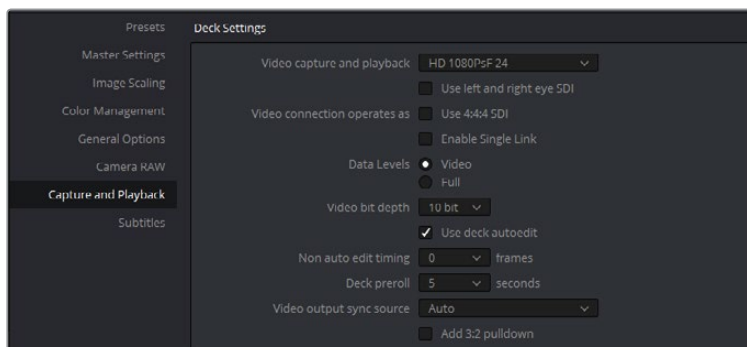 Presets
Master Settings
Image Scaling
Color Management
General Options
Camera RAW
Capture and Playback
Subtitles
Deck Settings
Video capture and playback HD 1080PsF 24
Use left and right eye SDI
Video connection operates as Use 4:4:4 SDI
Enable Single Link
Data Levels Video
Full
Video bit depth 10 bit
Use deck autoedit
Non auto edit timing 0 frames
Deck preroll 5 seconds
Video output sync source Auto
Add 3:2 pulldown